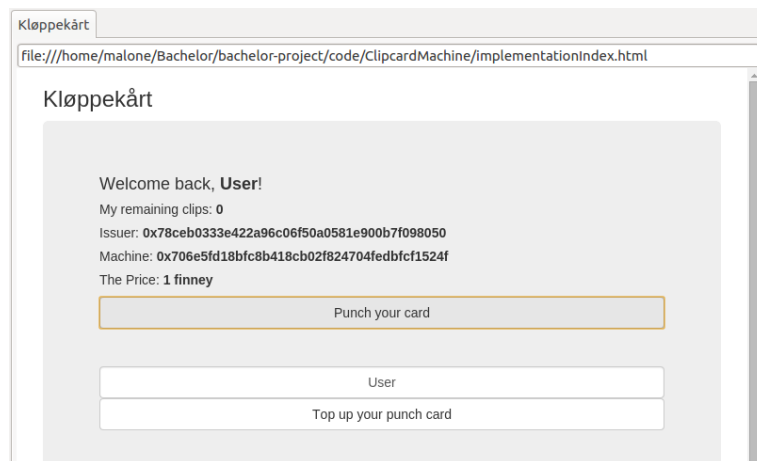 Kløppekårt
file:///home/malone/Bachelor/bachelor-project/code/ClipcardMachine/implementationIndex.html
Kløppekårt
Welcome back, User!
My remaining clips: 0
Issuer: 0x78ceb0333e422a96c06f50a0581e900b7f098050
Machine: 0x706e5fd18bfc8b418cb02f824704fedbfcf1524f
The Price: 1 finney
Punch your card
User
Top up your punch card